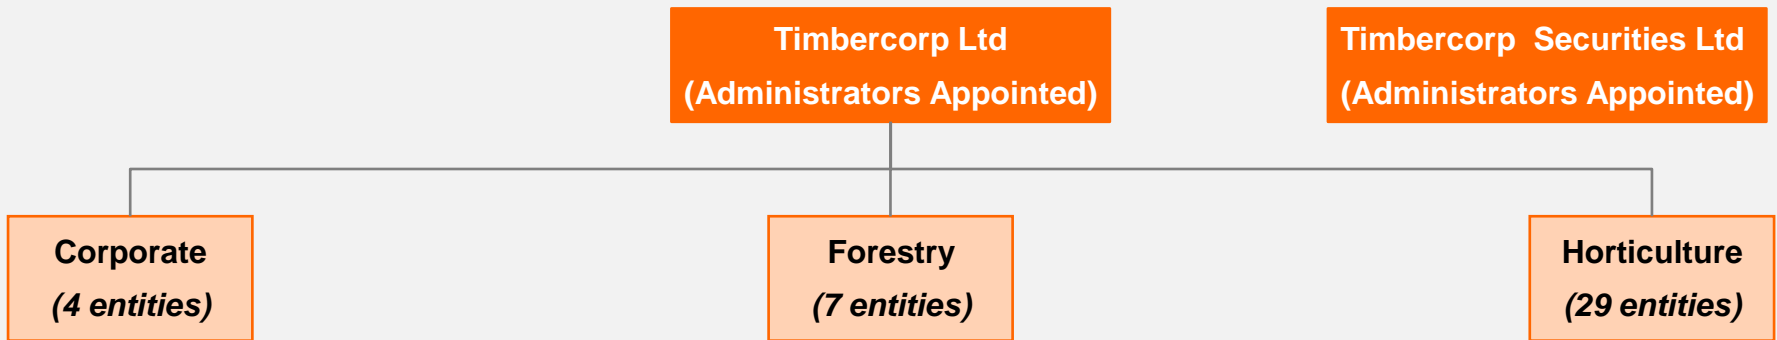 Timbercorp Ltd
(Administrators Appointed)
Timbercorp Securities Ltd
(Administrators Appointed)
Corporate
(4 entities)
Forestry
(7 entities)
Horticulture
(29 entities)